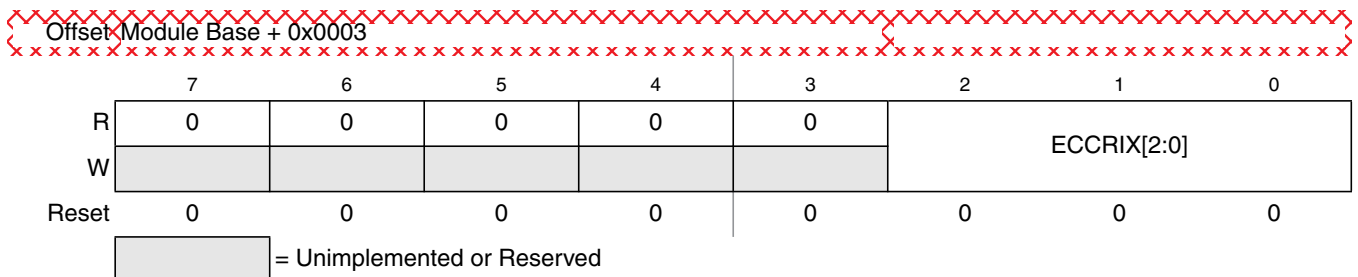 Offset Module Base + 0x0003
7 6 5 4 3 2 1 0
R 0 0 0 0 0 ECCRIX[2:0]
W
Reset 0 0 0 0 0 0 0 0
= Unimplemented or Reserved